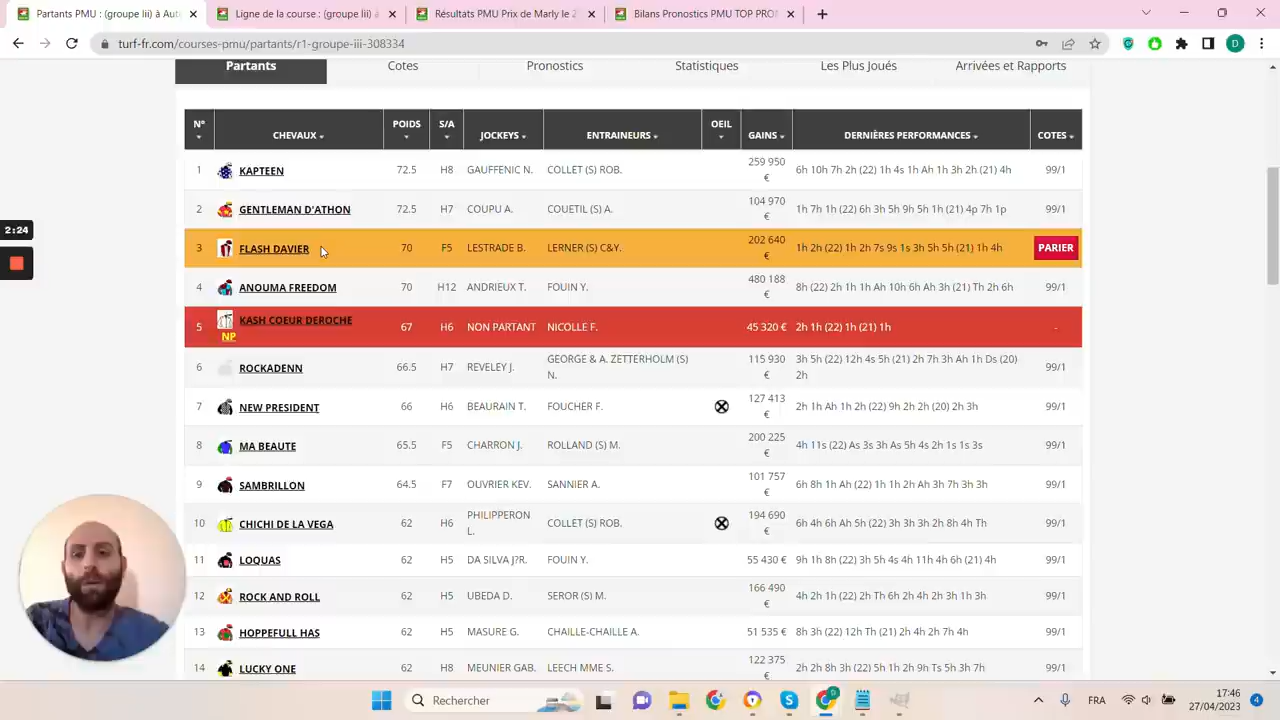 Partants PMU : (groupe Iii) à Aut
Ligne de course : (groupe Iii) à
Résultats PMU Prix de Marly le 2
Bilans Pronostics PMU TOP PRO
turf-fr.com/courses-pmu/partants/r1-groupe-iii-308334
D
Partants Cotes Pronostics Statistiques Les Plus Joués Arrivées et Rapports
N° CHEVAUX POIDS S/A JOCKEYS ENTRAINEURS OEIL GAINS DERNIÈRES PERFORMANCES COTES
1 KAPTEEN 72.5 H8 GAUFFENIC N. COLLET (S) ROB. 259 950 € 6h 10h 7h 2h (22) 1h 4s 1h Ah 1h 3h 2h (21) 4h 99/1
2 GENTLEMAN D'ATHON 72.5 H7 COUPU A. COUETIL (S) A. 104 970 € 1h 7h 1h (22) 6h 3h 5h 9h 5h 1h (21) 4p 7h 1p 99/1
2:24
3 FLASH DAVIER 70 F5 LESTRADE B. LERNER (S) C&Y. 202 640 € 1h 2h (22) 1h 2h 7s 9s 1s 3h 5h 5h (21) 1h 4h PARIER
4 ANOUMA FREEDOM 70 H12 ANDRIEUX T. FOUIN Y. 480 188 € 8h (22) 2h 1h 1h Ah 10h 6h Ah 3h (21) Th 2h 6h 99/1
5 KASH COEUR DEROCHE NP 67 H6 NON PARTANT NICOLLE F. 45 320 € 2h 1h (22) 1h (21) 1h -
6 ROCKADENN 66.5 H7 REVELEY J. GEORGE & A. ZETTERHOLM (S) N. 115 930 € 3h 5h (22) 12h 4s 5h (21) 2h 7h 3h Ah 1h Ds (20) 2h 99/1
7 NEW PRESIDENT 66 H6 BEAURAIN T. FOUCHER F. 127 413 € 2h 1h Ah 1h 2h (22) 9h 2h 2h (20) 2h 3h 99/1
8 MA BEAUTE 65.5 F5 CHARRON J. ROLLAND (S) M. 200 225 € 4h 11s (22) As 3s 3h As 5h 4s 2h 1s 1s 3s 99/1
9 SAMBRILLON 64.5 F7 OUVRIER KEV. SANNIER A. 101 757 € 6h 8h 1h Ah (22) 1h 1h 2h Ah 3h 7h 3h 3h 99/1
10 CHICHI DE LA VEGA 62 H6 PHILIPPERON L. COLLET (S) ROB. 194 690 € 6h 4h 6h Ah 5h (22) 3h 3h 3h 2h 8h 4h Th 99/1
11 LOQUAS 62 H5 DA SILVA J?R. FOUIN Y. 55 430 € 9h 1h 8h (22) 3h 5h 4s 4h 11h 4h 6h (21) 4h 99/1
12 ROCK AND ROLL 62 H5 UBEDA D. SEROR (S) M. 166 490 € 4h 2h 1h (22) 2h Th 6h 2h 4h 2h 3h 1h 3h 99/1
13 HOPPEFULL HAS 62 H5 MASURE G. CHAILLE-CHAILLE A. 51 535 € 8h 3h (22) 12h Th (21) 2h 4h 2h 7h 4h 99/1
14 LUCKY ONE 62 H8 MEUNIER GAB. LEECH MME S. 122 375 € 2h 2h 8h 3h (22) 5h 1h 2h 9h Ts 5h 3h 7h 99/1
Rechercher
FRA
17:46
27/04/2023
4